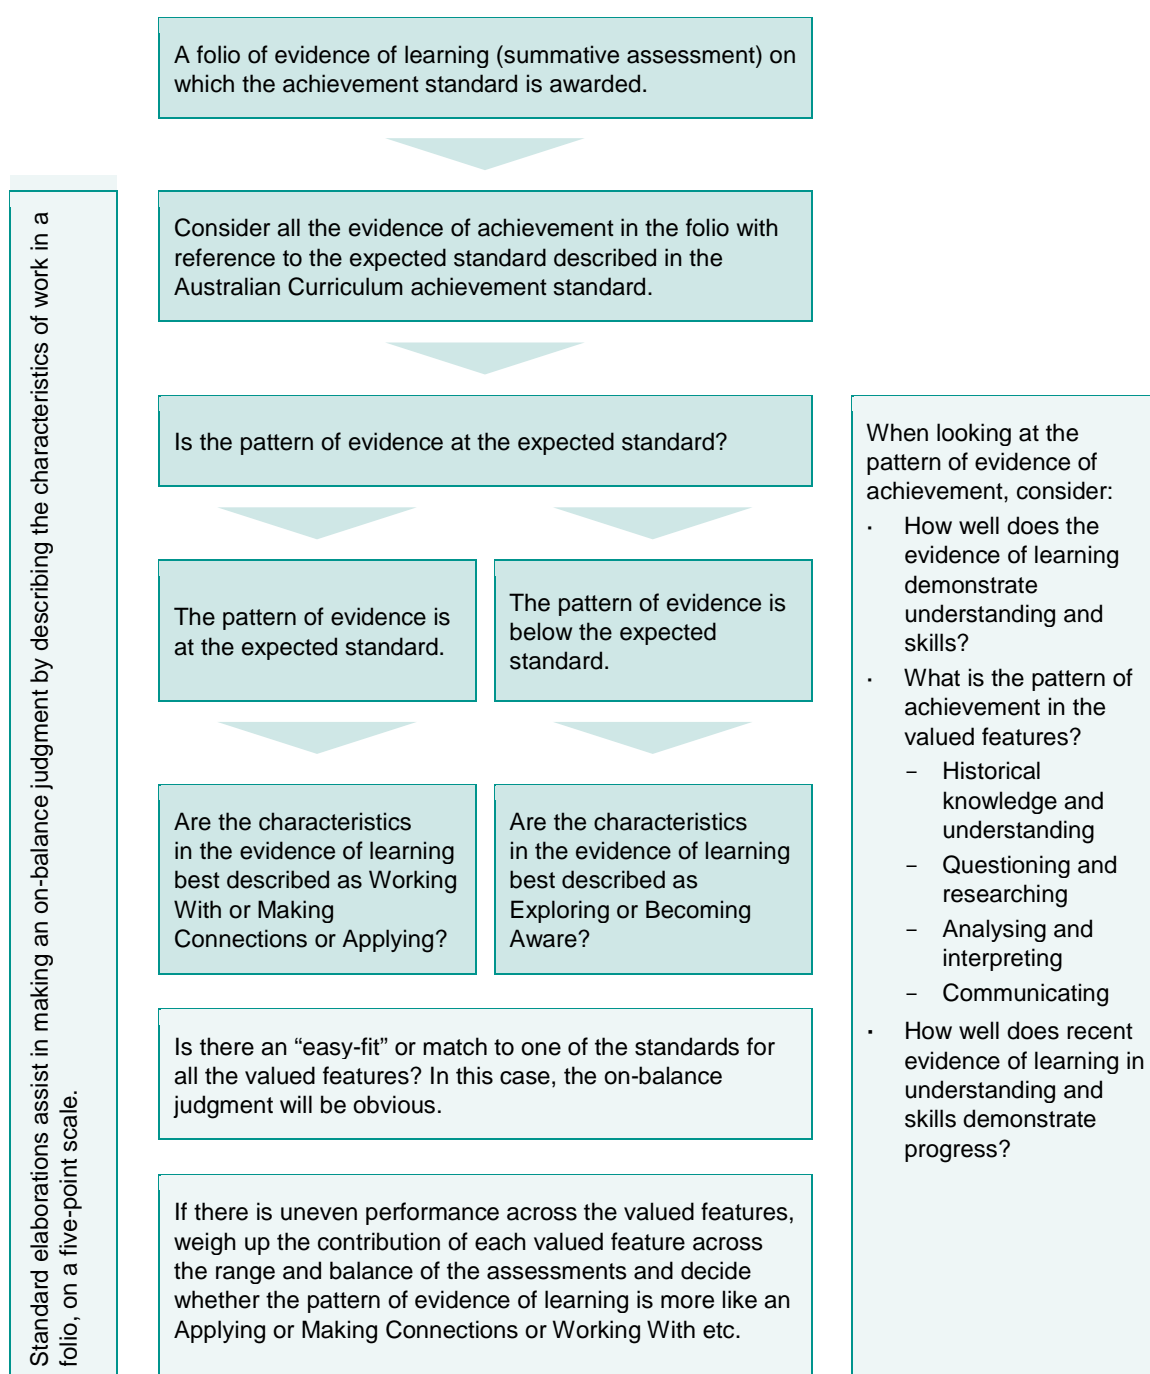 A folio of evidence of learning (summative assessment) on
which the achievement standard is awarded.
Standard elaborations assist in making an on-balance judgment by describing the characteristics of work in a
folio, on a five-point scale.
Consider all the evidence of achievement in the folio with
reference to the expected standard described in the
Australian Curriculum achievement standard.
Is the pattern of evidence at the expected standard?
The pattern of evidence is
at the expected standard.
The pattern of evidence is
below the expected
standard.
Are the characteristics
in the evidence of learning
best described as Working
With or Making
Connections or Applying?
Are the characteristics
in the evidence of learning
best described as
Exploring or Becoming
Aware?
Is there an “easy-fit” or match to one of the standards for
all the valued features? In this case, the on-balance
judgment will be obvious.
If there is uneven performance across the valued features,
weigh up the contribution of each valued feature across
the range and balance of the assessments and decide
whether the pattern of evidence of learning is more like an
Applying or Making Connections or Working With etc.
When looking at the
pattern of evidence of
achievement, consider:
· How well does the
evidence of learning
demonstrate
understanding and
skills?
· What is the pattern of
achievement in the
valued features?
– Historical
knowledge and
understanding
– Questioning and
researching
– Analysing and
interpreting
– Communicating
· How well does recent
evidence of learning in
understanding and
skills demonstrate
progress?